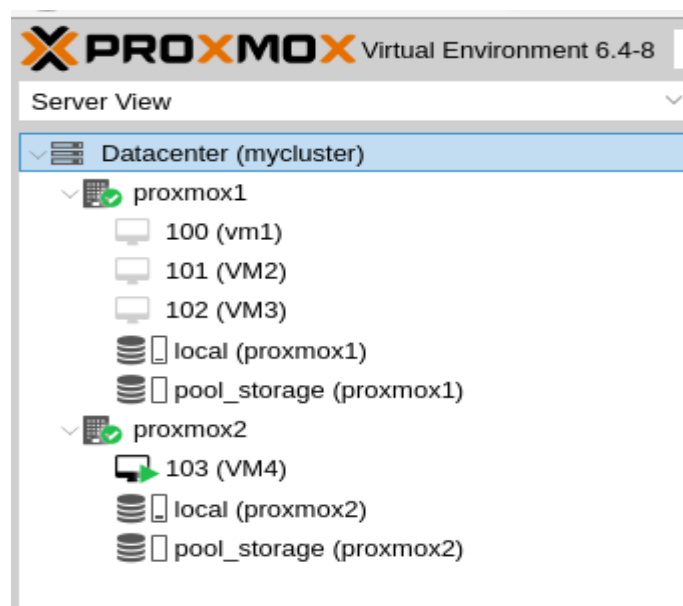 PROXMOX Virtual Environment 6.4-8
Server View
Datacenter (mycluster)
proxmox1
100 (vm1)
101 (VM2)
102 (VM3)
local (proxmox1)
pool_storage (proxmox1)
proxmox2
103 (VM4)
local (proxmox2)
pool_storage (proxmox2)